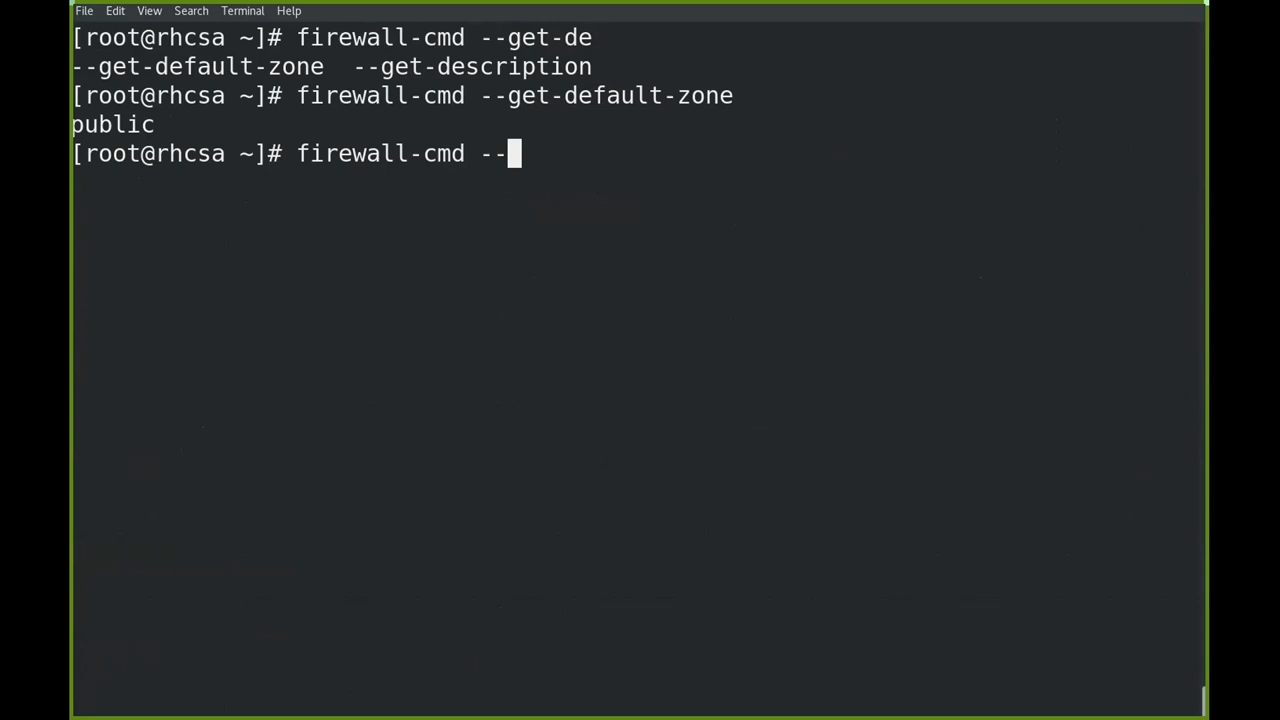 File Edit View Search Terminal Help
[root@rhcsa ~]# firewall-cmd --get-de
--get-default-zone  --get-description
[root@rhcsa ~]# firewall-cmd --get-default-zone
public
[root@rhcsa ~]# firewall-cmd --